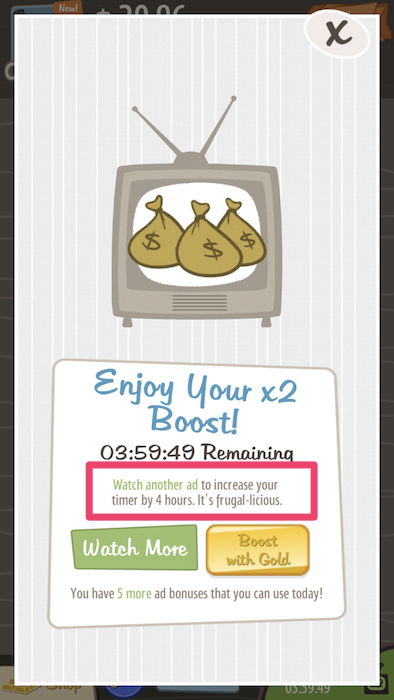 New!
X
$
$
$
Enjoy Your x2
Boost!
03:59:49 Remaining
Watch another ad to increase your
timer by 4 hours. It's frugal-licious.
Watch More
Boost
with Gold
You have 5 more ad bonuses that you can use today!
Shop
03:59:49